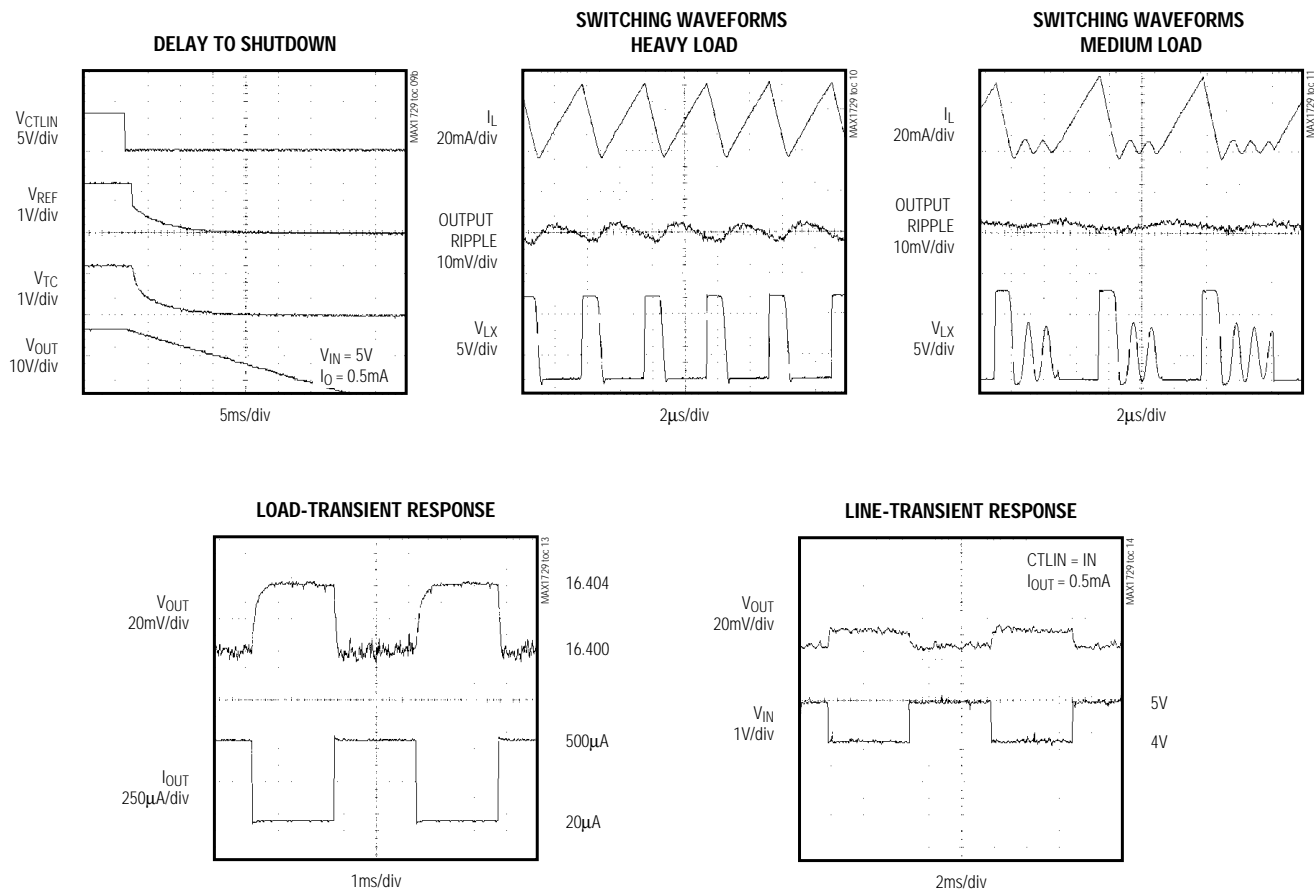 DELAY TO SHUTDOWN
VCTLIN
5V/div
VREF
1V/div
VTC
1V/div
VOUT
10V/div
VIN = 5V
IO = 0.5mA
5ms/div
MAX1729 toc 09b
SWITCHING WAVEFORMS
HEAVY LOAD
IL
20mA/div
OUTPUT
RIPPLE
10mV/div
VLX
5V/div
2μs/div
MAX1729 toc 10
SWITCHING WAVEFORMS
MEDIUM LOAD
IL
20mA/div
OUTPUT
RIPPLE
10mV/div
VLX
5V/div
2μs/div
MAX1729 toc 11
LOAD-TRANSIENT RESPONSE
VOUT
20mV/div
16.404
16.400
IOUT
250μA/div
500μA
20μA
1ms/div
MAX1729 toc 13
LINE-TRANSIENT RESPONSE
CTLIN = IN
IOUT = 0.5mA
VOUT
20mV/div
VIN
1V/div
5V
4V
2ms/div
MAX1729 toc 14